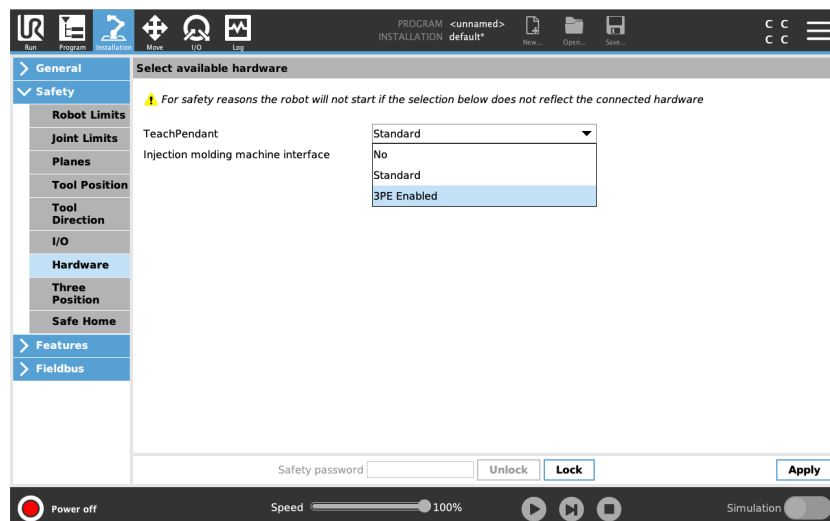 UR
PROGRAM <unnamed>
INSTALLATION default*
C C
C C
Run Program Installation Move I/O Log New... Open... Save...
General
Select available hardware
Safety
For safety reasons the robot will not start if the selection below does not reflect the connected hardware
Robot Limits
Joint Limits
Planes
Tool Position
Tool
Direction
I/O
Hardware
Three
Position
Safe Home
Features
Fieldbus
TeachPendant Standard
Injection molding machine interface No
Standard
3PE Enabled
Safety password Unlock Lock Apply
Power off Speed 100% Simulation